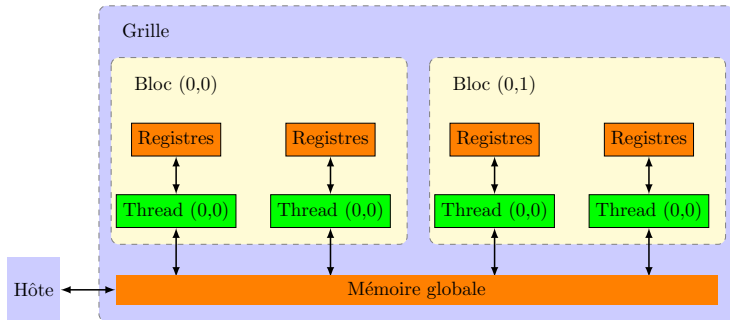 Grille
Bloc (0,0)
Bloc (0,1)
Registres
Registres
Registres
Registres
Thread (0,0)
Thread (0,0)
Thread (0,0)
Thread (0,0)
Hôte
Mémoire globale